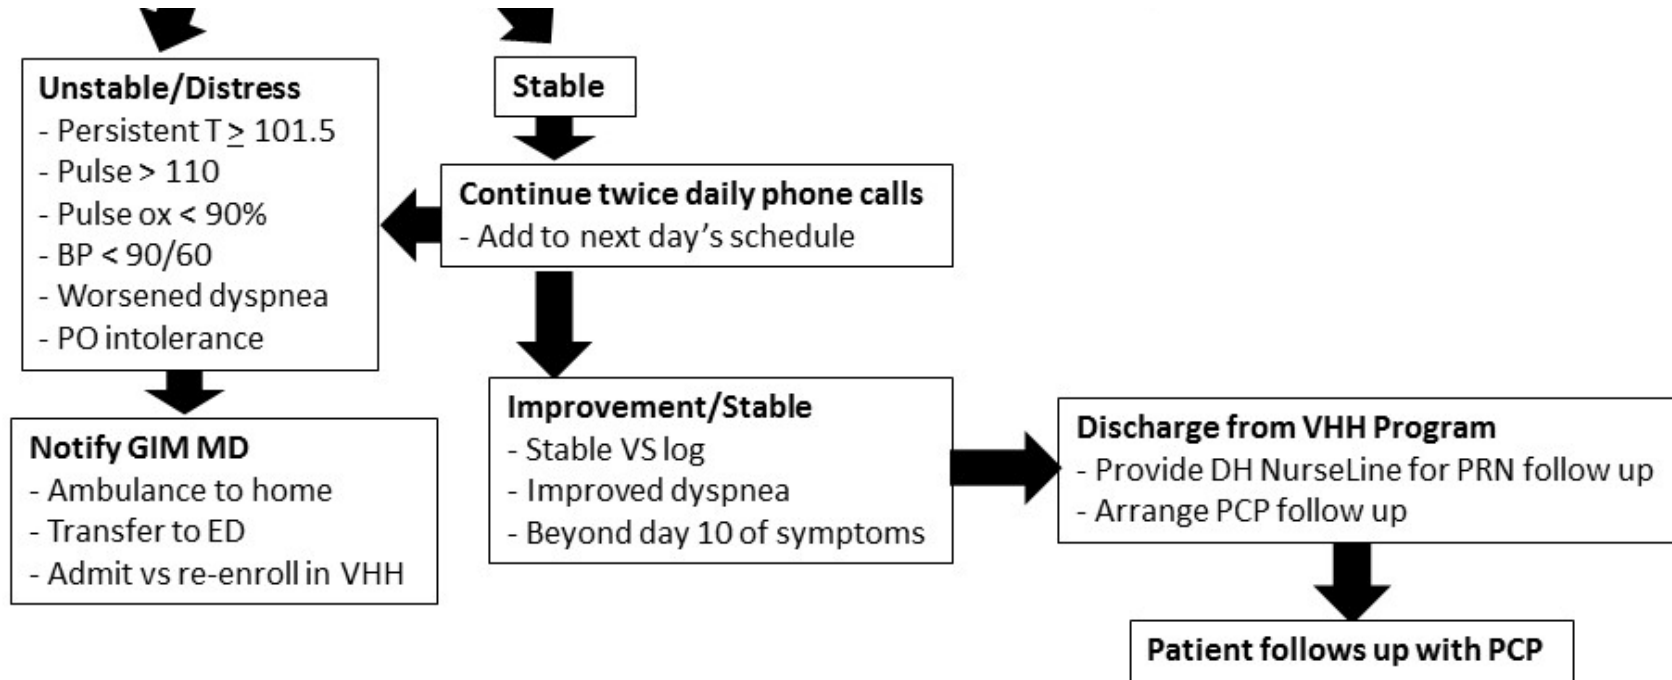 Unstable/Distress
- Persistent T ≥ 101.5
- Pulse > 110
- Pulse ox < 90%
- BP < 90/60
- Worsened dyspnea
- PO intolerance
Stable
Continue twice daily phone calls
- Add to next day's schedule
Notify GIM MD
- Ambulance to home
- Transfer to ED
- Admit vs re-enroll in VHH
Improvement/Stable
- Stable VS log
- Improved dyspnea
- Beyond day 10 of symptoms
Discharge from VHH Program
- Provide DH NurseLine for PRN follow up
- Arrange PCP follow up
Patient follows up with PCP